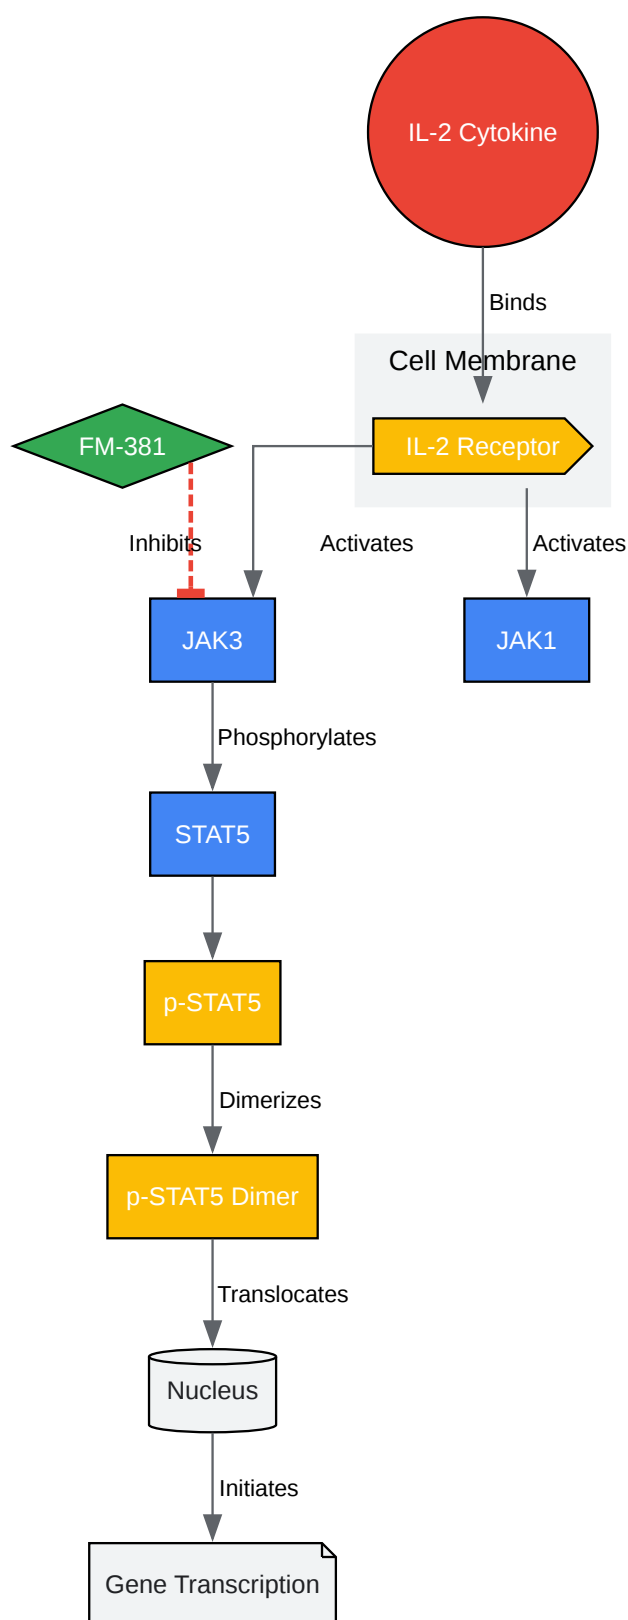 IL-2 Cytokine
Binds
Cell Membrane
FM-381
IL-2 Receptor
Inhibits
Activates
Activates
JAK3
JAK1
Phosphorylates
STAT5
p-STAT5
Dimerizes
p-STAT5 Dimer
Translocates
Nucleus
Initiates
Gene Transcription